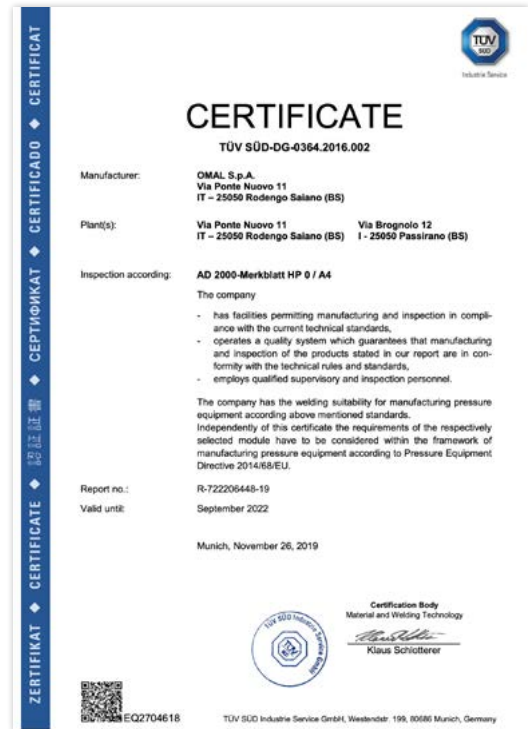 TÜV
SÜD
Industrie Service
CERTIFICATE
TÜV SÜD-DG-0364.2016.002
Manufacturer: OMAL S.p.A.
Via Ponte Nuovo 11
IT – 25050 Rodengo Saiano (BS)
Plant(s): Via Ponte Nuovo 11 Via Brognolo 12
IT – 25050 Rodengo Saiano (BS) I - 25050 Passirano (BS)
Inspection according: AD 2000-Merkblatt HP 0 / A4
The company
- has facilities permitting manufacturing and inspection in compli-
ance with the current technical standards,
- operates a quality system which guarantees that manufacturing
and inspection of the products stated in our report are in con-
formity with the technical rules and standards,
- employs qualified supervisory and inspection personnel.
The company has the welding suitability for manufacturing pressure
equipment according above mentioned standards.
Independently of this certificate the requirements of the respectively
selected module have to be considered within the framework of
manufacturing pressure equipment according to Pressure Equipment
Directive 2014/68/EU.
Report no.: R-722206448-19
Valid until: September 2022
Munich, November 26, 2019
Certification Body
Material and Welding Technology
Klaus Schlotterer
TÜV SÜD Industrie Service GmbH
EQ2704618
TÜV SÜD Industrie Service GmbH, Westendstr. 199, 80686 Munich, Germany
ZERTIFIKAT ◆ CERTIFICATE ◆ 認証証書 ◆ СЕРТИФИКАТ ◆ CERTIFICADO ◆ CERTIFICAT